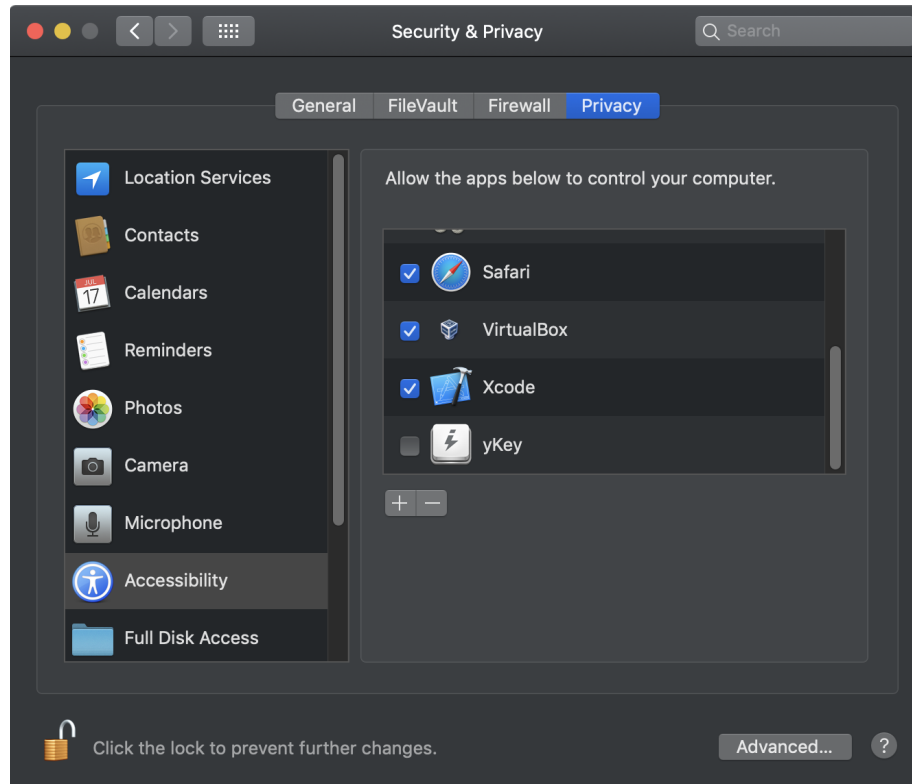 Security & Privacy
Search
General
FileVault
Firewall
Privacy
Location Services
Contacts
JUL
17
Calendars
Reminders
Photos
Camera
Microphone
Accessibility
Full Disk Access
Allow the apps below to control your computer.
Safari
VirtualBox
Xcode
yKey
Click the lock to prevent further changes.
Advanced...
?